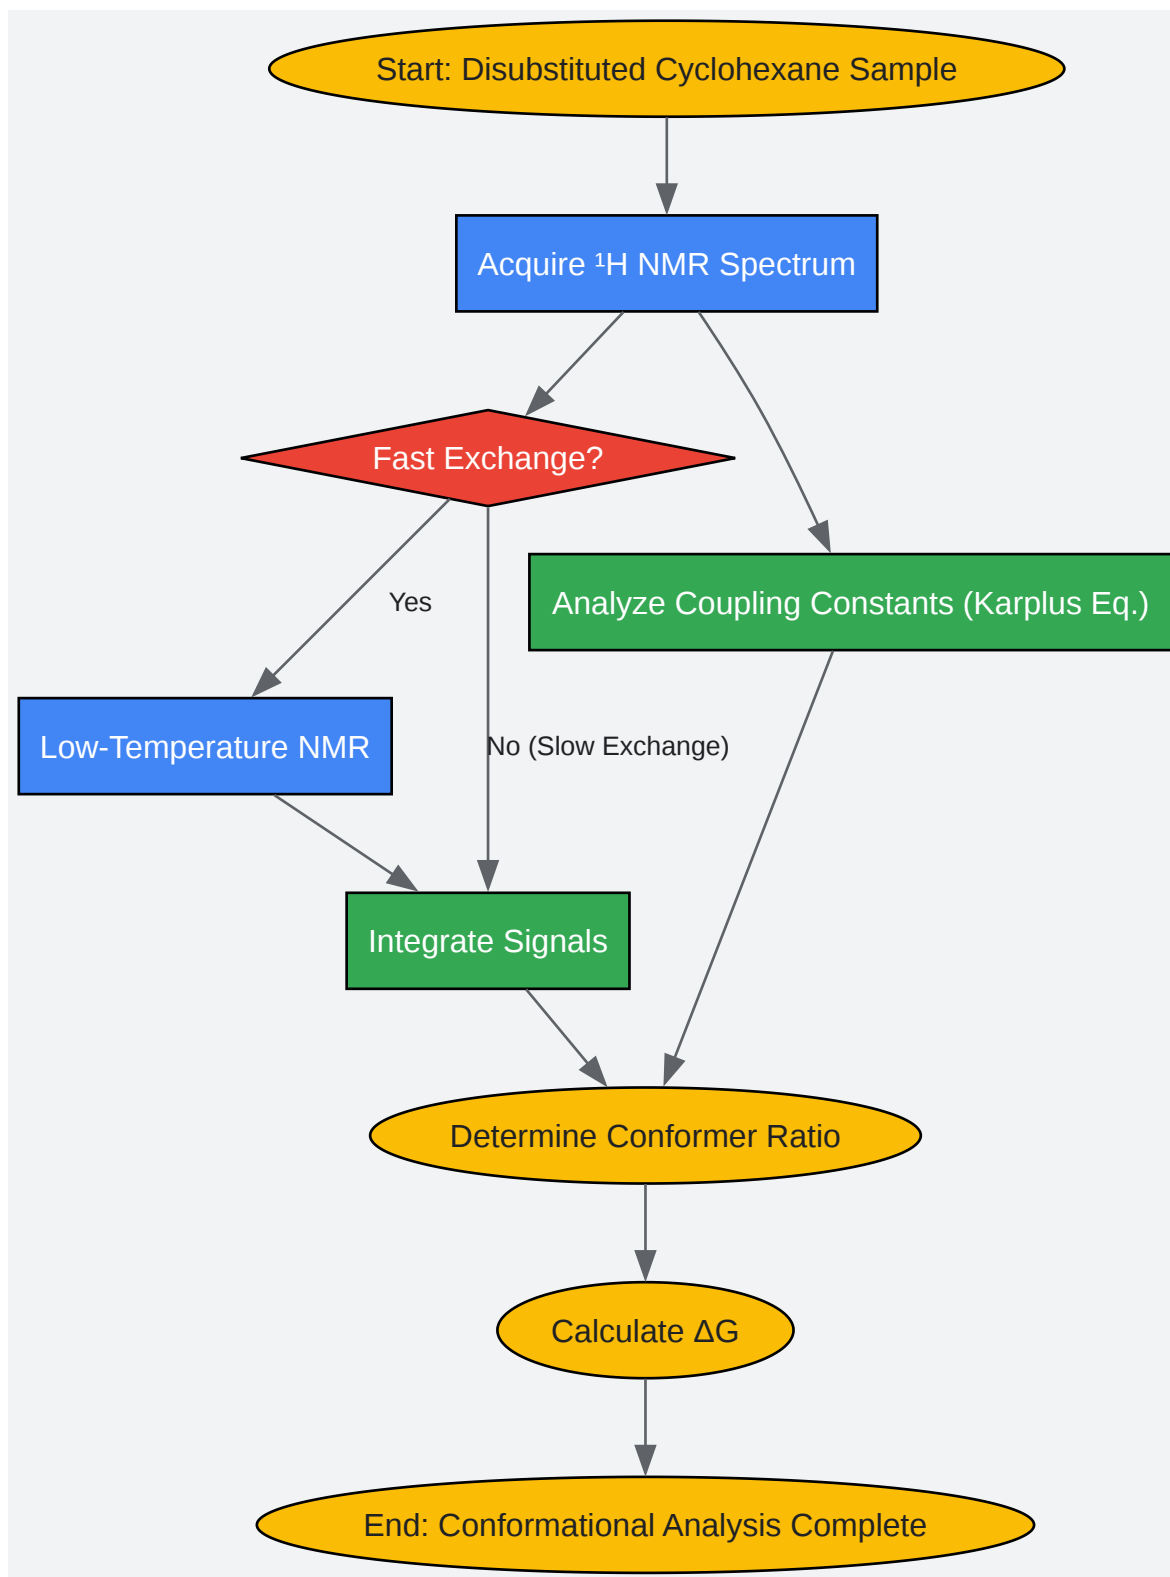 Start: Disubstituted Cyclohexane Sample
Acquire ¹H NMR Spectrum
Fast Exchange?
Yes
Analyze Coupling Constants (Karplus Eq.)
Low-Temperature NMR
No (Slow Exchange)
Integrate Signals
Determine Conformer Ratio
Calculate ΔG
End: Conformational Analysis Complete